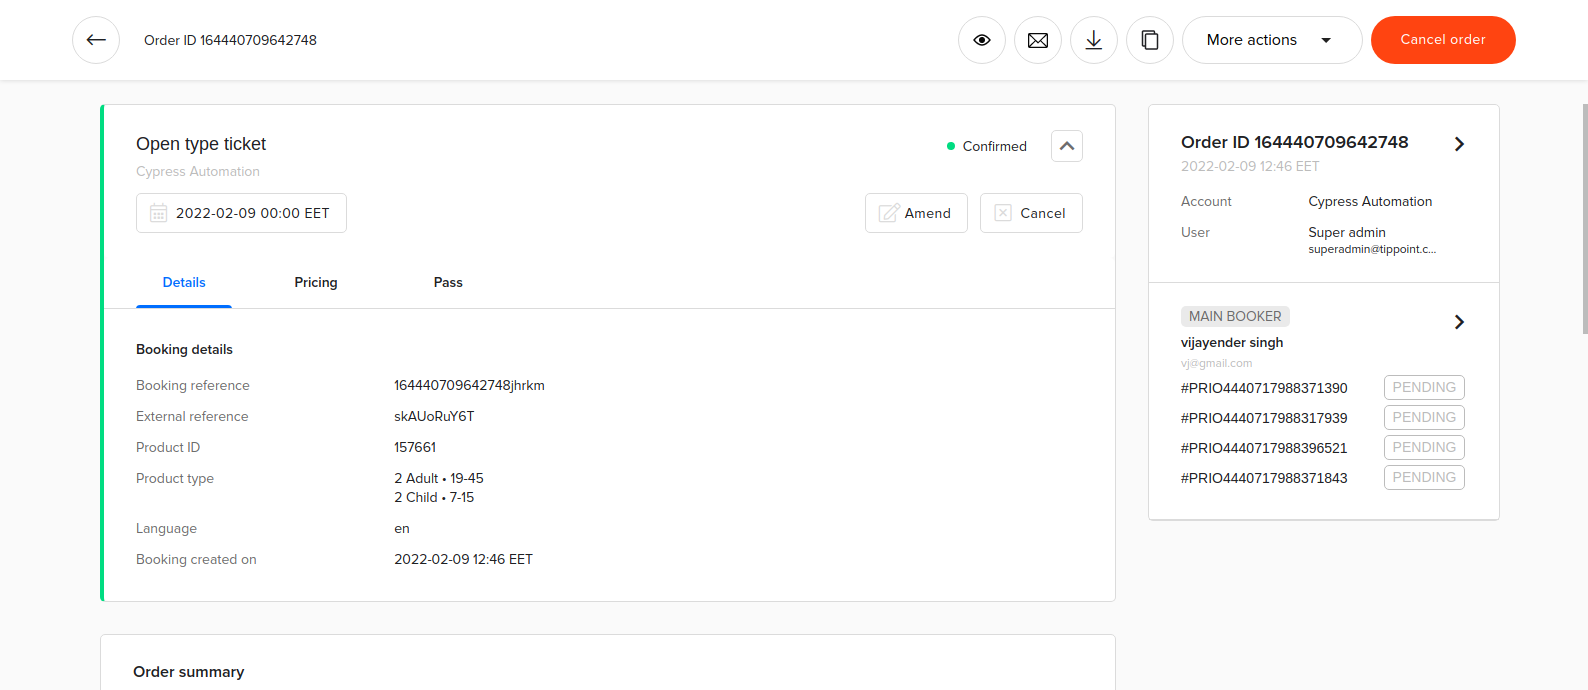 Order ID 164440709642748
More actions
Cancel order
Open type ticket
Confirmed
Cypress Automation
2022-02-09 00:00 EET
Amend
Cancel
Details
Pricing
Pass
Booking details
Booking reference 164440709642748jhrkm
External reference skAUoRuY6T
Product ID 157661
Product type 2 Adult • 19-45
2 Child • 7-15
Language en
Booking created on 2022-02-09 12:46 EET
Order summary
Order ID 164440709642748
2022-02-09 12:46 EET
Account Cypress Automation
User Super admin
superadmin@tippoint.c...
MAIN BOOKER
vijayender singh
vj@gmail.com
#PRIO4440717988371390 PENDING
#PRIO4440717988317939 PENDING
#PRIO4440717988396521 PENDING
#PRIO4440717988371843 PENDING